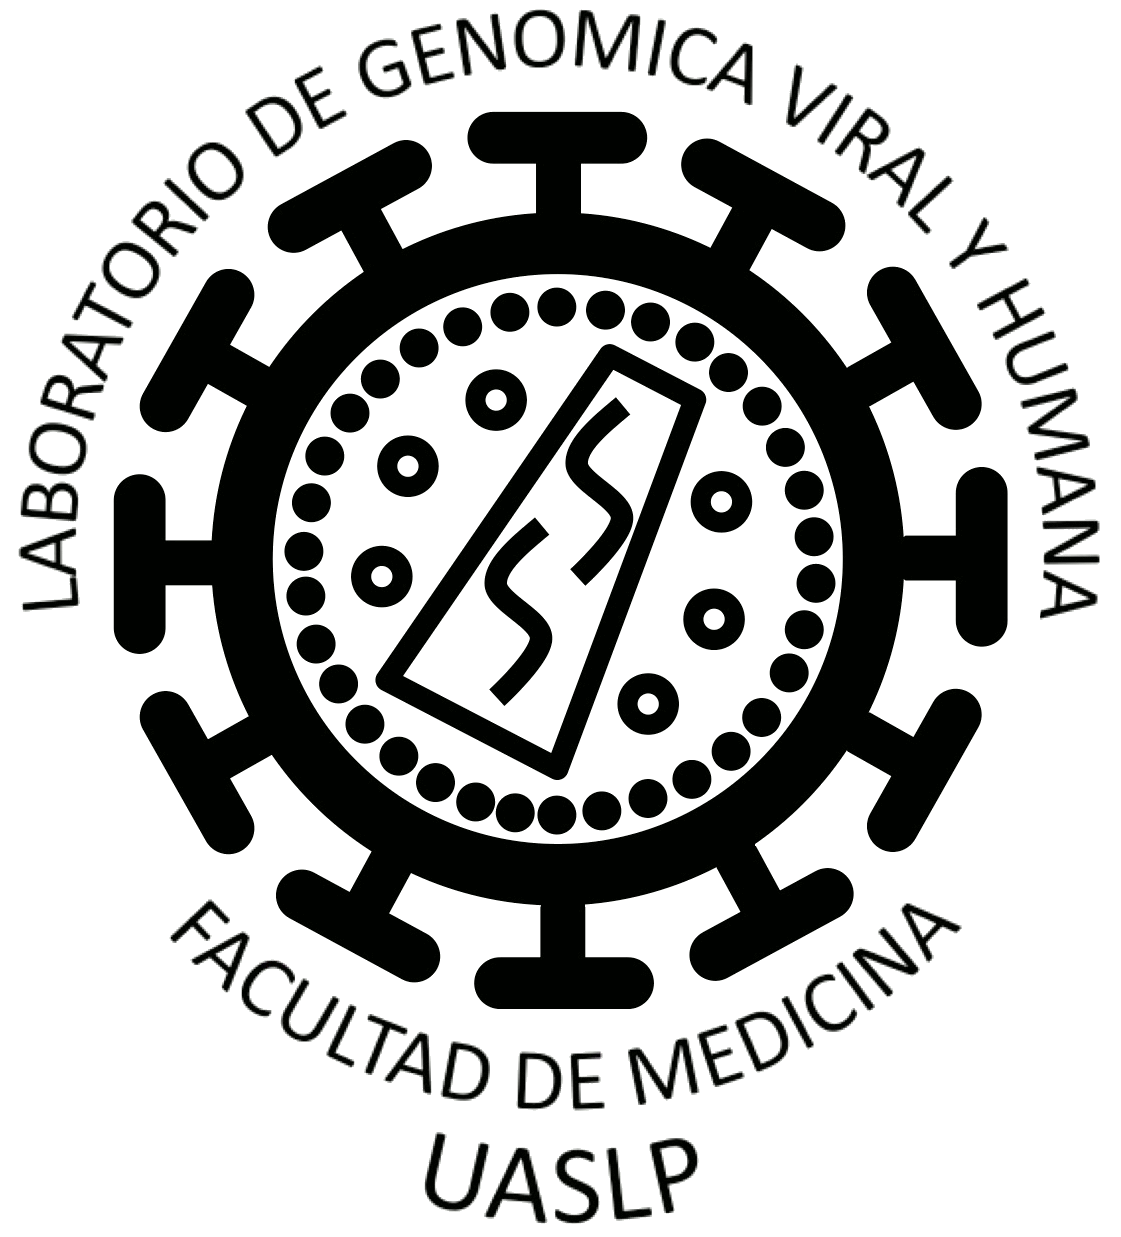 LABORATORIO DE GENOMICA VIRAL Y HUMANA
FACULTAD DE MEDICINA
UASLP